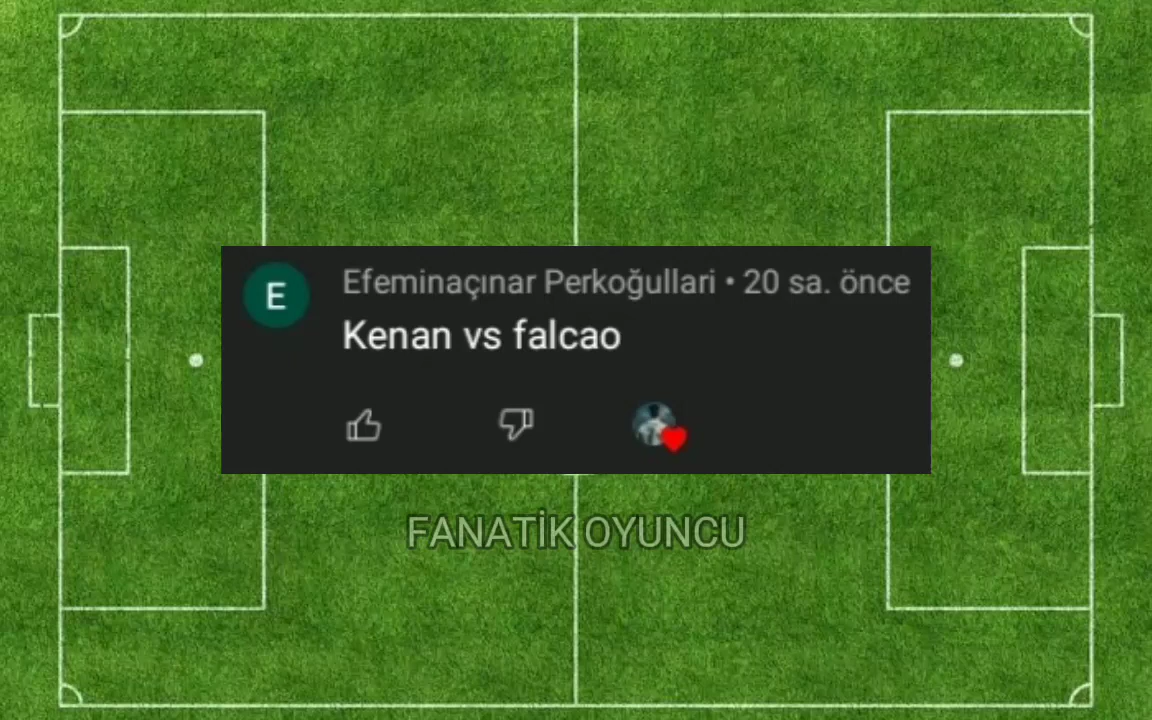 E
Efeminaçınar Perkoğullari • 20 sa. önce
Kenan vs falcao
FANATİK OYUNCU